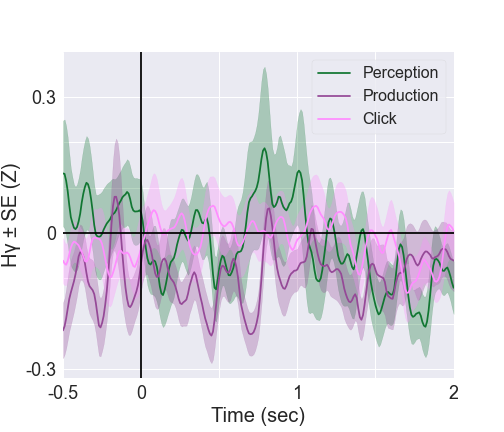 Perception
Production
Click
Hγ ± SE (Z)
0.3
0
-0.3
-0.5 0 1 2
Time (sec)